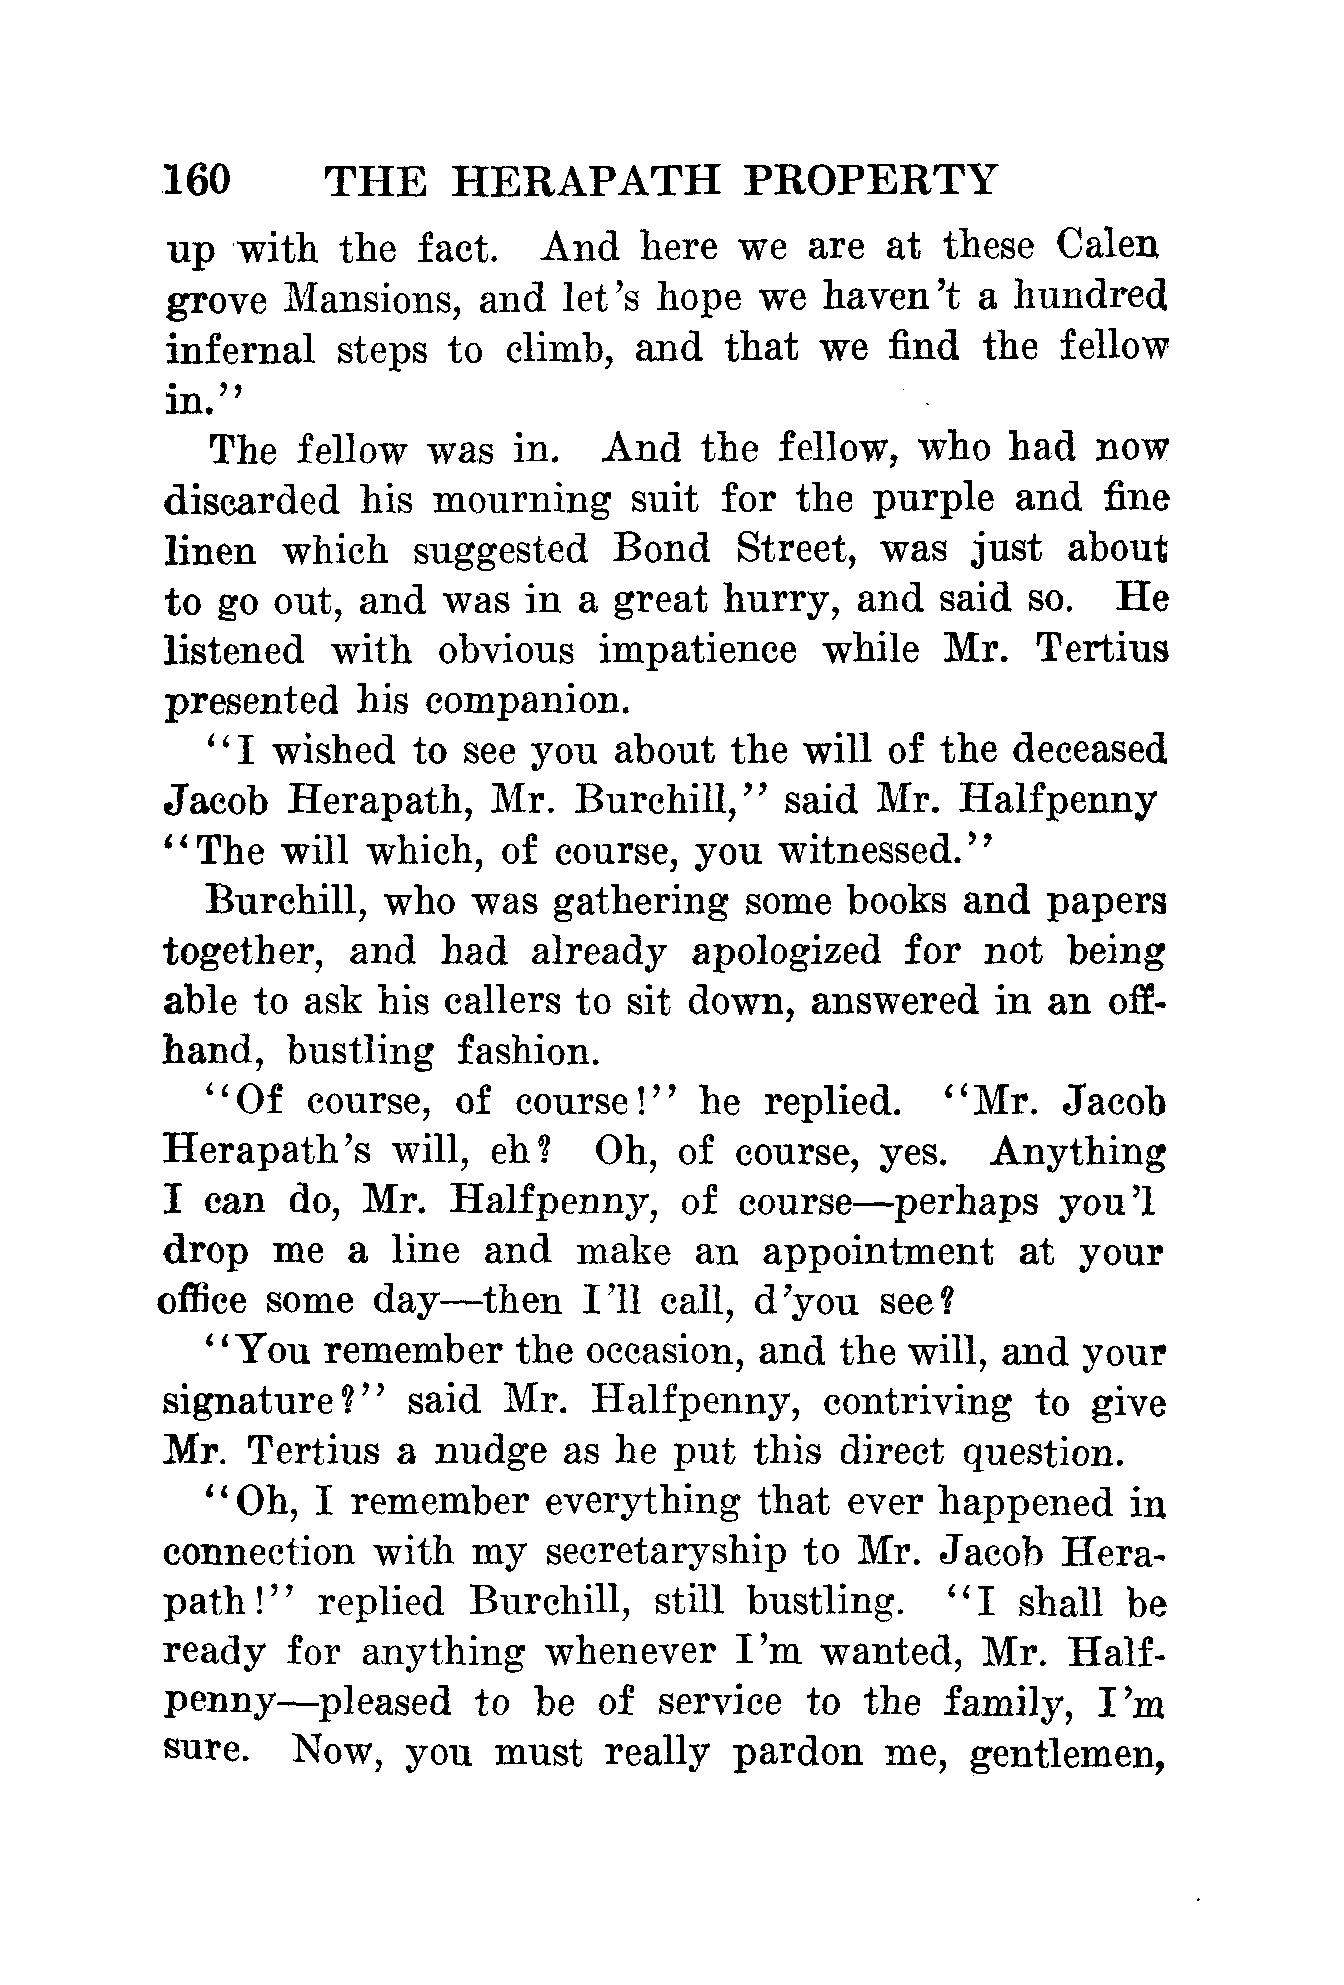 160 THE HERAPATH PROPERTY
up with the fact. And here we are at these Calen
grove Mansions, and let's hope we haven't a hundred
infernal steps to climb, and that we find the fellow
in."
The fellow was in. And the fellow, who had now
discarded his mourning suit for the purple and fine
linen which suggested Bond Street, was just about
to go out, and was in a great hurry, and said so. He
listened with obvious impatience while Mr. Tertius
presented his companion.
"I wished to see you about the will of the deceased
Jacob Herapath, Mr. Burchill," said Mr. Halfpenny
"The will which, of course, you witnessed."
Burchill, who was gathering some books and papers
together, and had already apologized for not being
able to ask his callers to sit down, answered in an off-
hand, bustling fashion.
"Of course, of course!" he replied. "Mr. Jacob
Herapath's will, eh? Oh, of course, yes. Anything
I can do, Mr. Halfpenny, of course—perhaps you'l
drop me a line and make an appointment at your
office some day—then I'll call, d'you see?
"You remember the occasion, and the will, and your
signature?" said Mr. Halfpenny, contriving to give
Mr. Tertius a nudge as he put this direct question.
"Oh, I remember everything that ever happened in
connection with my secretaryship to Mr. Jacob Hera-
path!" replied Burchill, still bustling. "I shall be
ready for anything whenever I'm wanted, Mr. Half-
penny—pleased to be of service to the family, I'm
sure. Now, you must really pardon me, gentlemen,